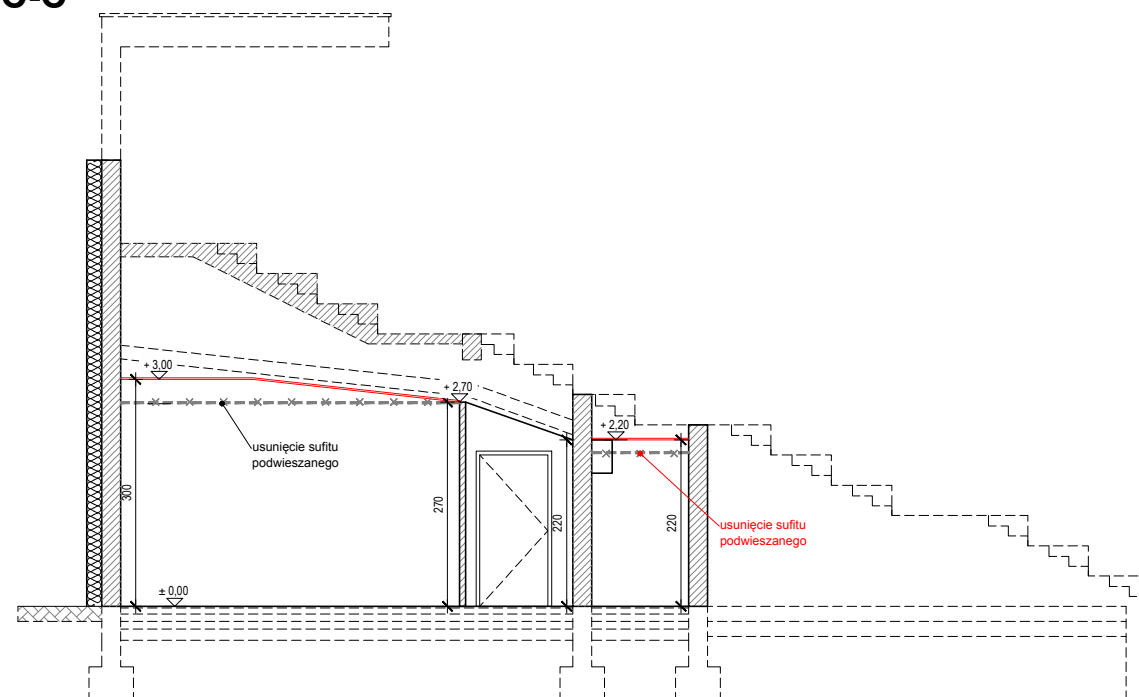 + 3,00
+ 2,70
+ 2,20
usunięcie sufitu
podwieszanego
300
270
220
220
usunięcie sufitu
podwieszanego
± 0,00